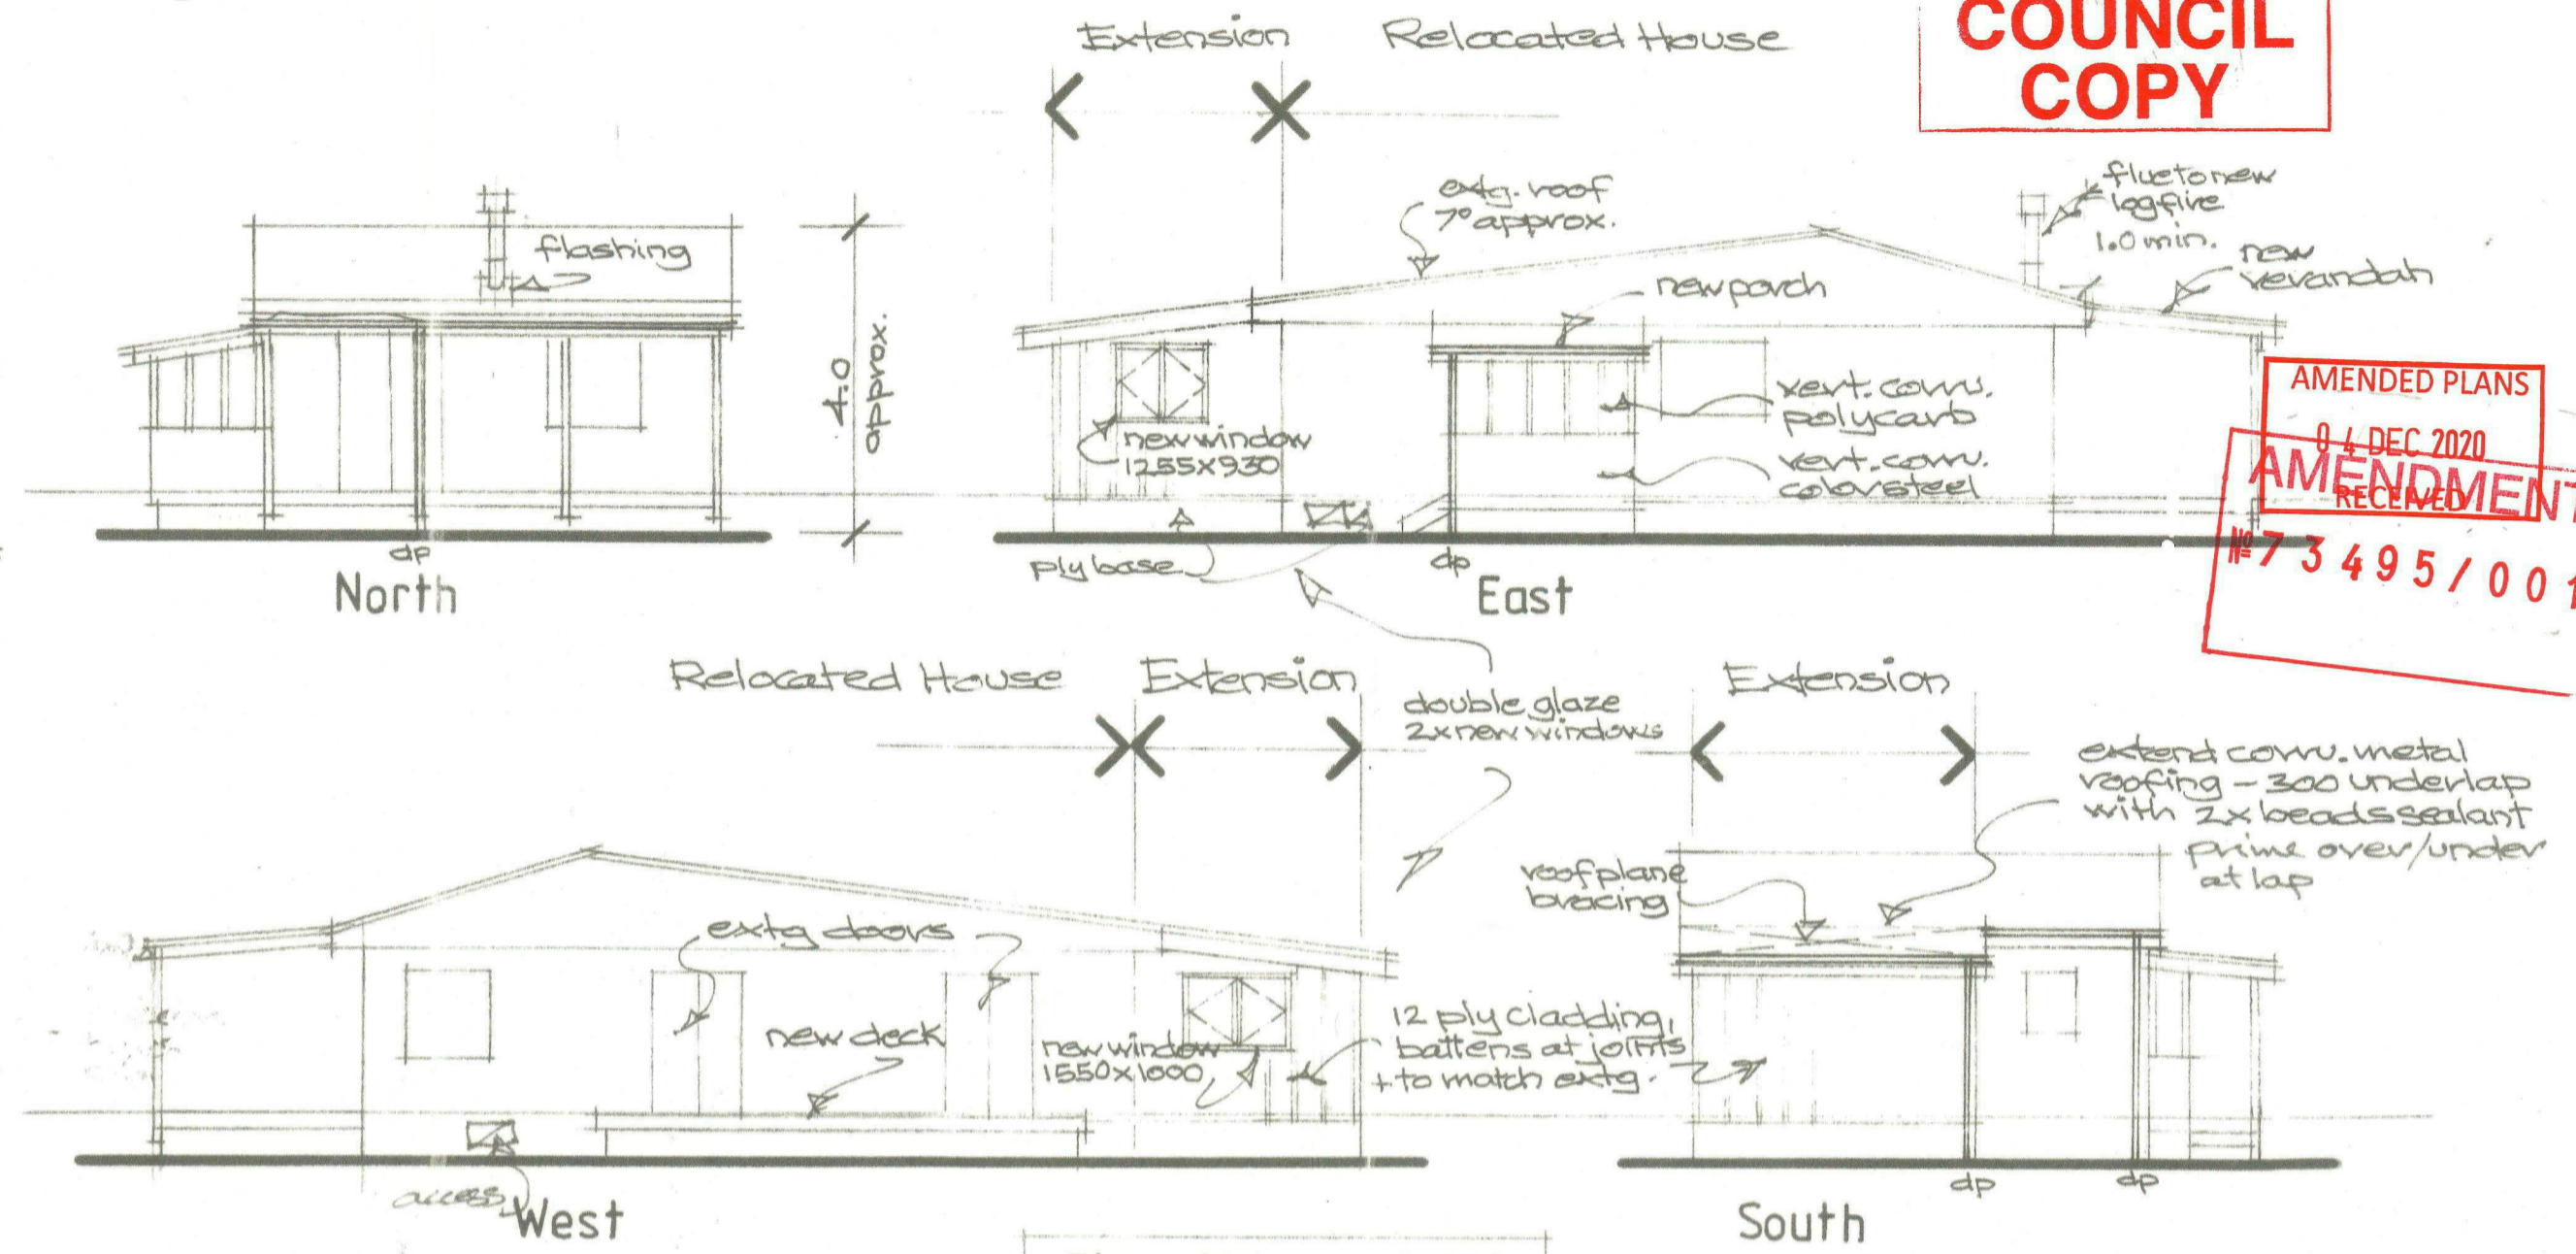 Extension
Relocated House
COUNCIL
COPY
flashing
4.0
approx.
extg. roof
7° approx.
new porch
flue to new
logfire
1.0 min.
new
verandah
new window
1255x930
vert. corru.
polycarb
vert. corru.
colorsteel
AMENDED PLANS
04 DEC 2020
RECEIVED
AMENDMENT
№73495/001
dp
North
ply base
dp
East
Relocated House
Extension
double glaze
2x new windows
Extension
extend corru. metal
roofing - 300 underlap
with 2x beads sealant
prime over/under
at lap
roof plane
bracing
extg doors
new deck
new window
1550x1000
12 ply cladding,
battens at joints
+ to match extg.
access
West
dp
dp
South